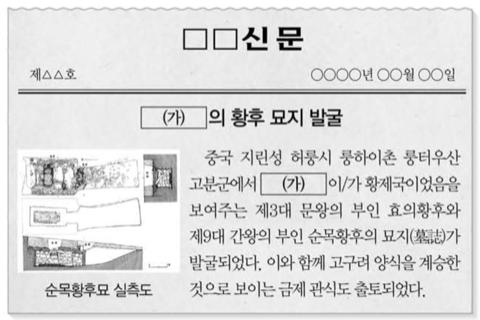 □□신문
제△△호
○○○○년 ○○월 ○○일
(가) 의 황후 묘지 발굴
중국 지린성 허룽시 룽하이촌 룽터우산
고분군에서 (가) 이/가 황제국이었음을
보여주는 제3대 문왕의 부인 효의황후와
제9대 간왕의 부인 순목황후의 묘지(墓誌)가
발굴되었다. 이와 함께 고구려 양식을 계승한
것으로 보이는 금제 관식도 출토되었다.
순목황후묘 실측도